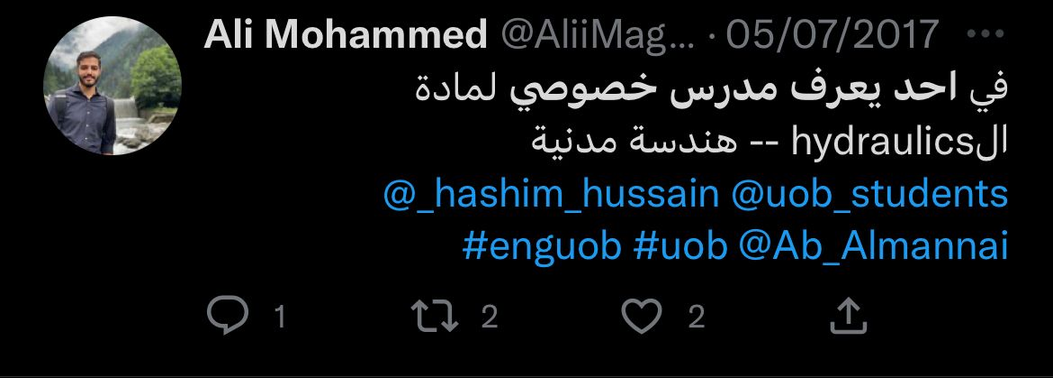 Ali Mohammed @AliiMag... · 05/07/2017
في احد يعرف مدرس خصوصي لمادة
الhydraulics -- هندسة مدنية
@_hashim_hussain @uob_students
#enguob #uob @Ab_Almannai
1 2 2